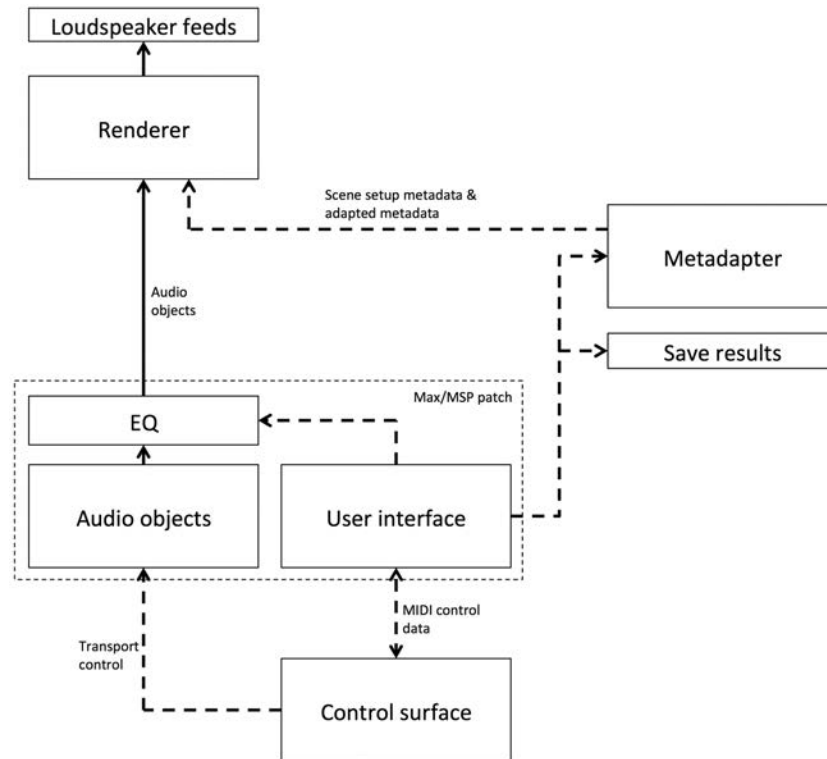 Loudspeaker feeds
Renderer
Scene setup metadata &
adapted metadata
Metadapter
Audio
objects
Save results
Max/MSP patch
EQ
Audio objects
User interface
MIDI control
data
Transport
control
Control surface